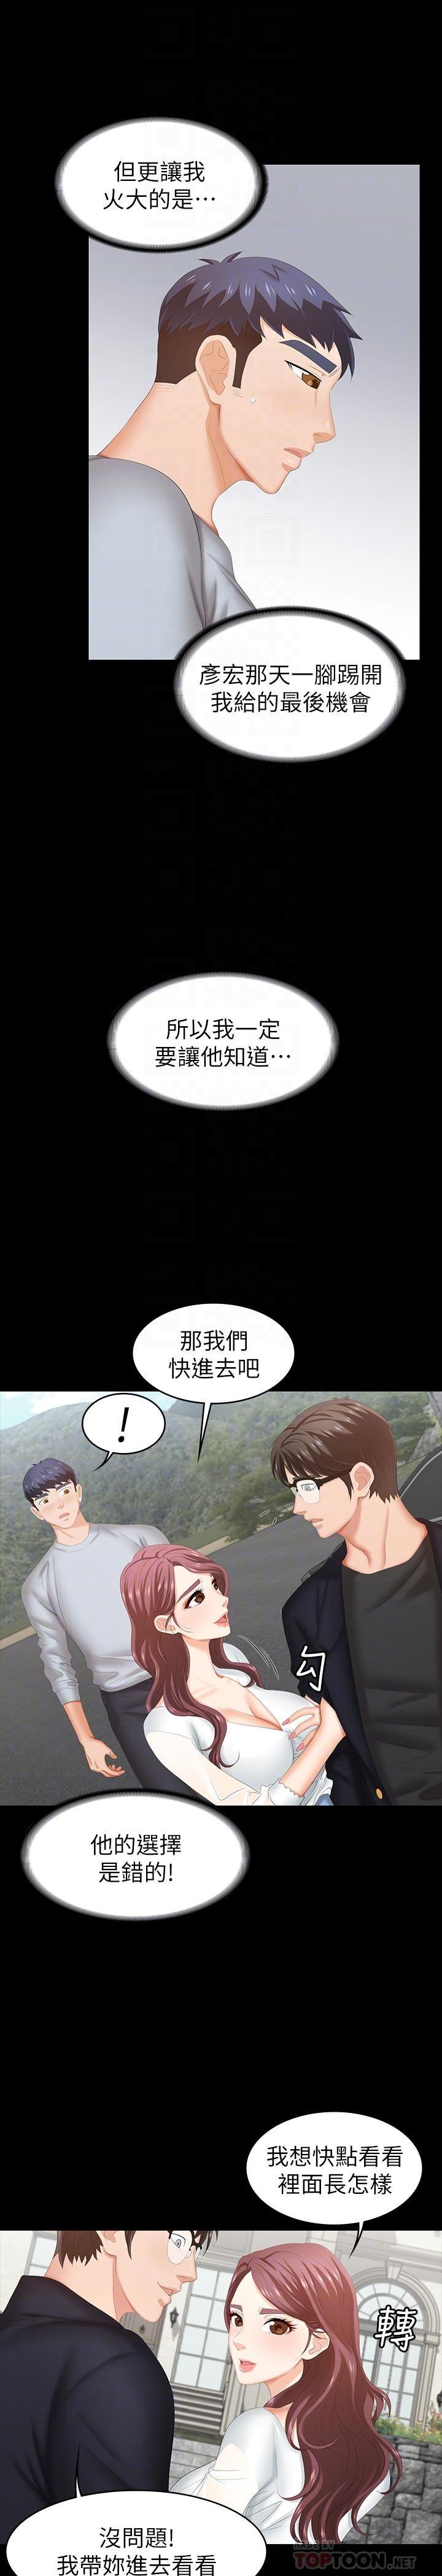 但更讓我
火大的是⋯
彥宏那天一腳踢開
我給的最後機會
所以我一定
要讓他知道⋯
那我們
快進去吧
!
勾
他的選擇
是錯的!
我想快點看看
裡面長怎樣
轉
沒問題!
我帶妳進去看看
made in
TOPTOON.NET